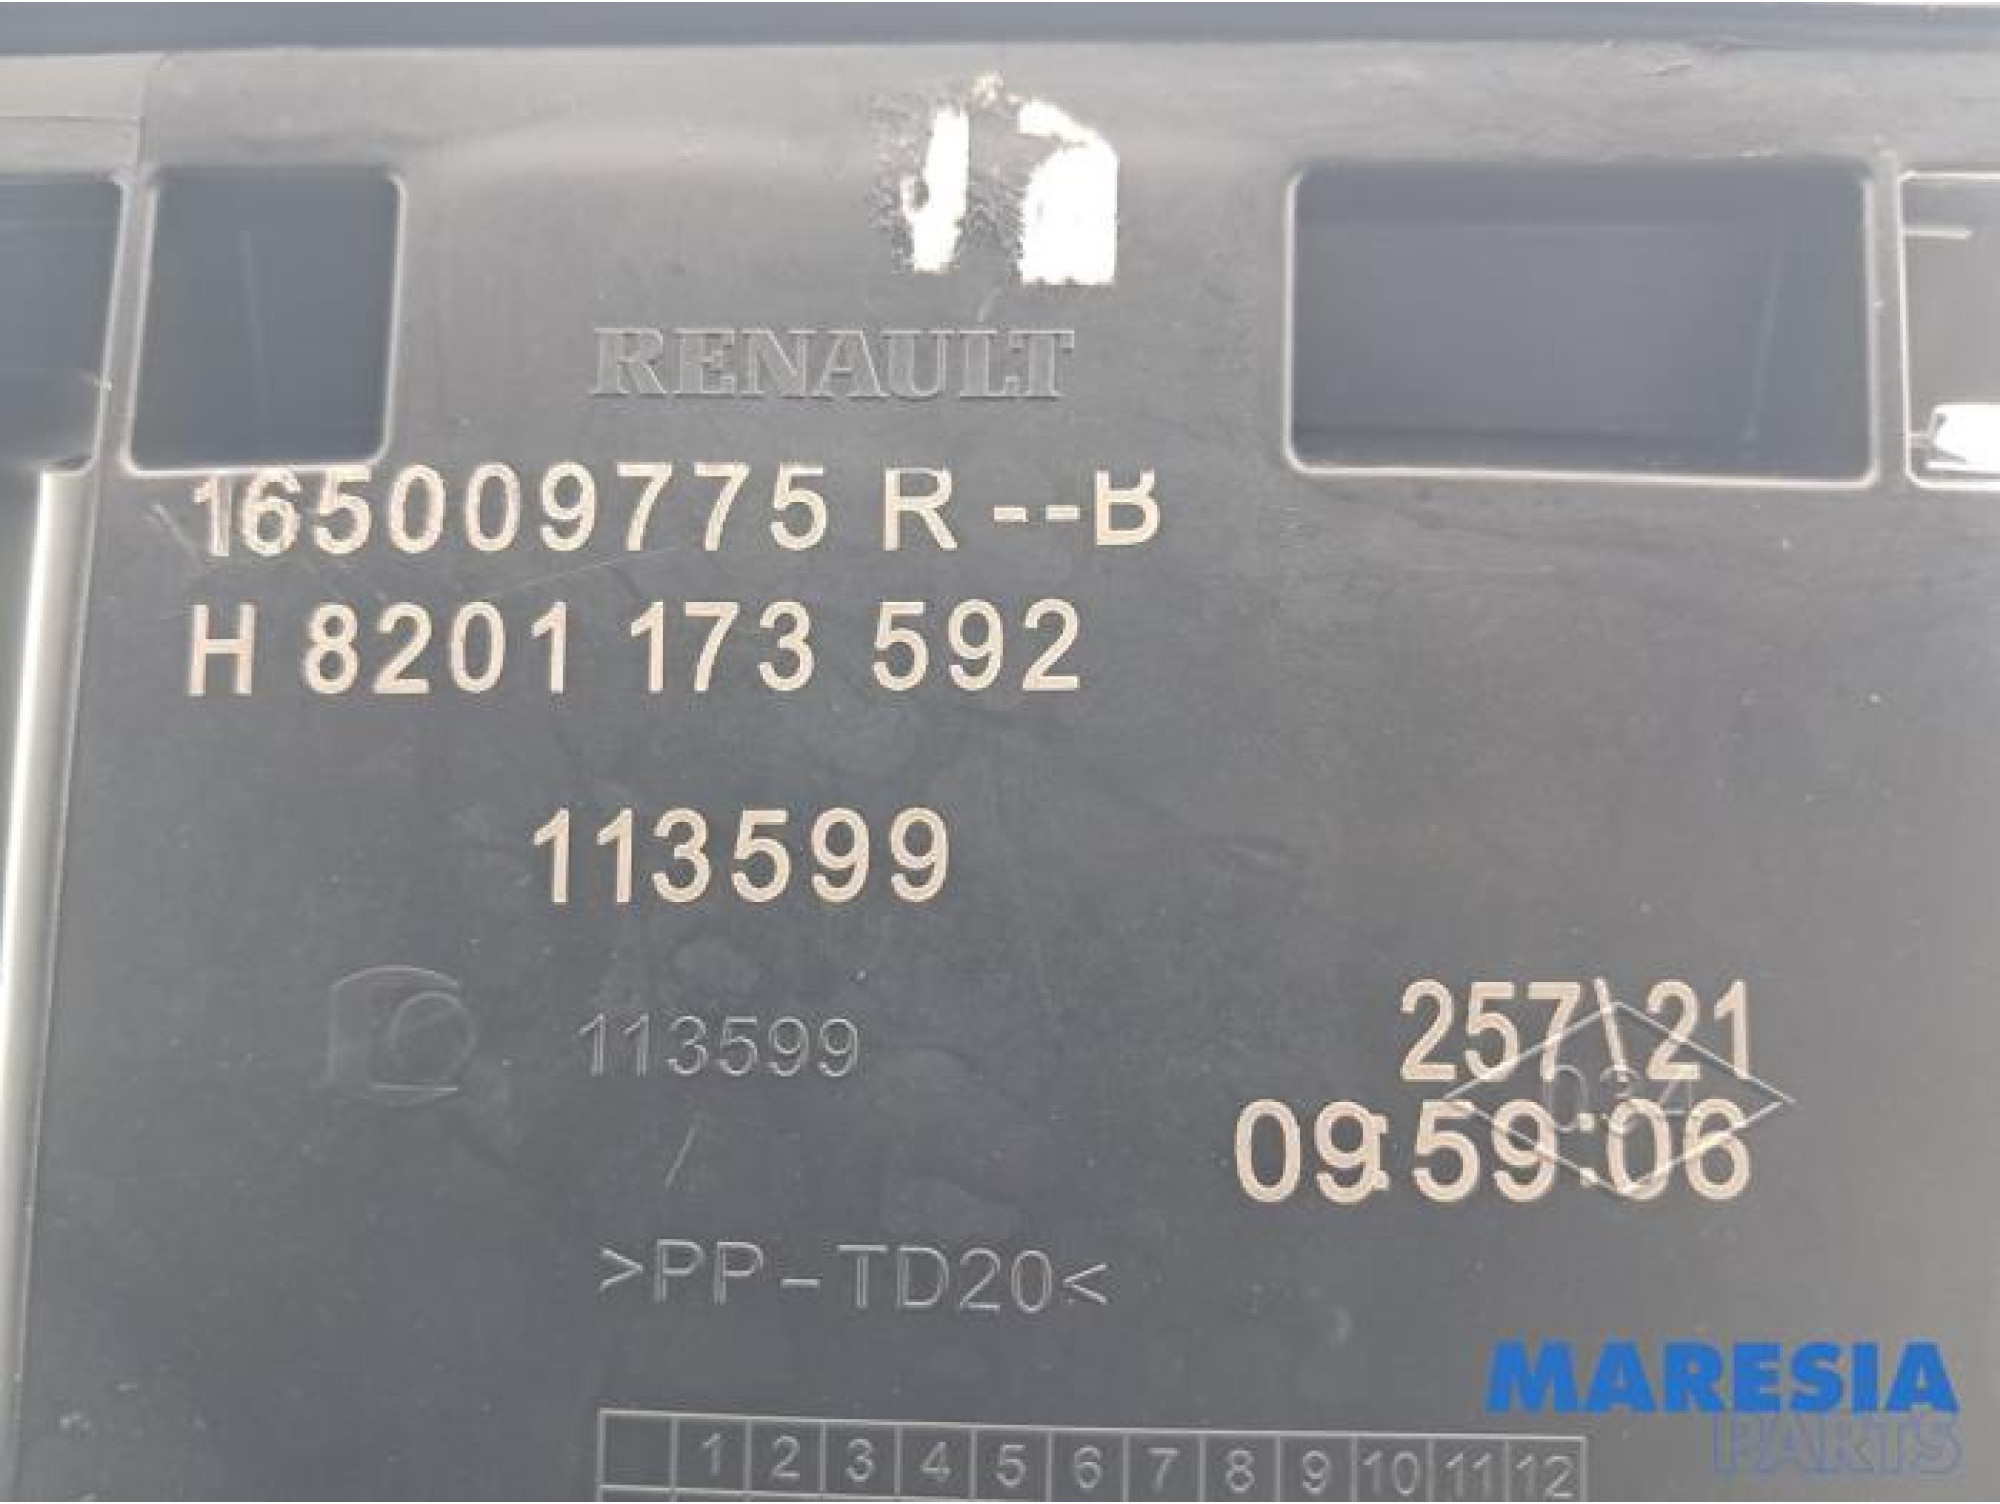 RENAULT
165009775 R --B
H 8201 173 592
113599
113599
257\21
034
09:59:06
>PP-TD20<
MARESIA
PARTS
1 2 3 4 5 6 7 8 9 10 11 12